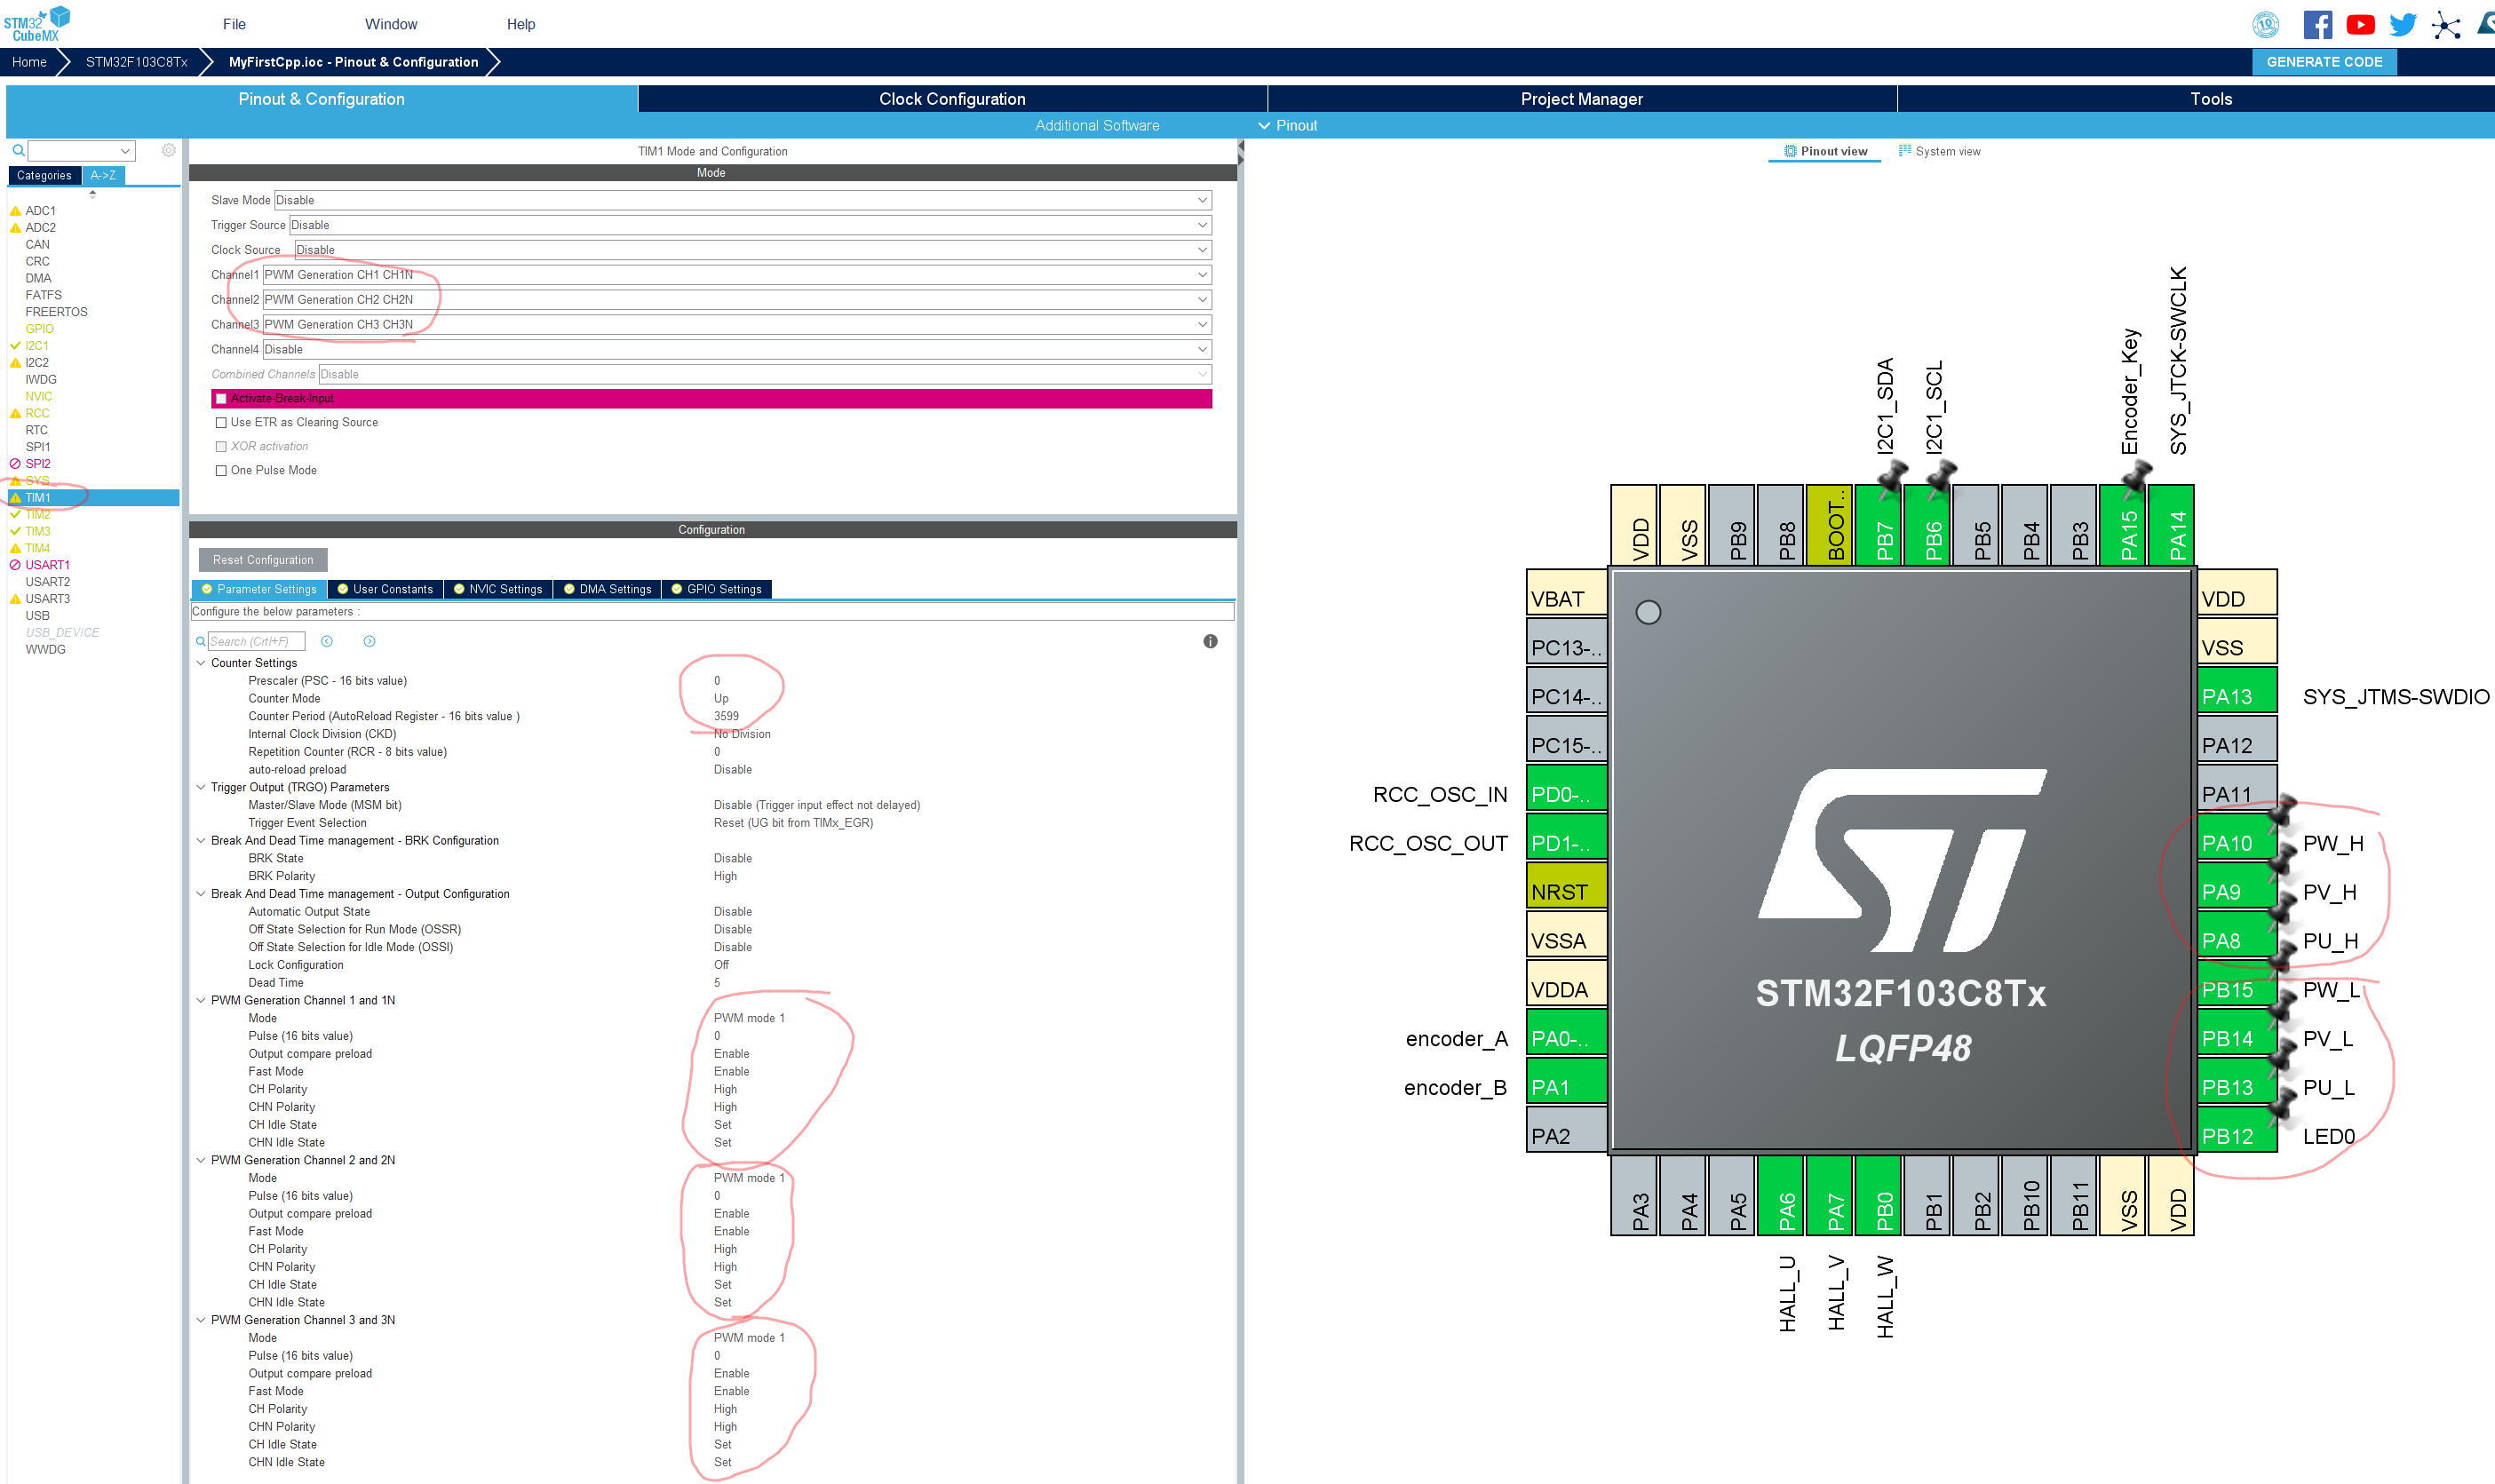 STM32
CubeMX
File Window Help
10
Home STM32F103C8Tx MyFirstCpp.ioc - Pinout & Configuration GENERATE CODE
Pinout & Configuration Clock Configuration Project Manager Tools
Additional Software Pinout
TIM1 Mode and Configuration
Pinout view System view
Categories A->Z
Mode
Slave Mode Disable
Trigger Source Disable
Clock Source Disable
Channel1 PWM Generation CH1 CH1N
Channel2 PWM Generation CH2 CH2N
Channel3 PWM Generation CH3 CH3N
Channel4 Disable
Combined Channels Disable
Activate-Break-Input
Use ETR as Clearing Source
XOR activation
One Pulse Mode
ADC1
ADC2
CAN
CRC
DMA
FATFS
FREERTOS
GPIO
I2C1
I2C2
IWDG
NVIC
RCC
RTC
SPI1
SPI2
SYS
TIM1
TIM2
TIM3
TIM4
USART1
USART2
USART3
USB
USB_DEVICE
WWDG
Configuration
Reset Configuration
Parameter Settings User Constants NVIC Settings DMA Settings GPIO Settings
Configure the below parameters :
Search (Crtl+F)
Counter Settings
Prescaler (PSC - 16 bits value) 0
Counter Mode Up
Counter Period (AutoReload Register - 16 bits value ) 3599
Internal Clock Division (CKD) No Division
Repetition Counter (RCR - 8 bits value) 0
auto-reload preload Disable
Trigger Output (TRGO) Parameters
Master/Slave Mode (MSM bit) Disable (Trigger input effect not delayed)
Trigger Event Selection Reset (UG bit from TIMx_EGR)
Break And Dead Time management - BRK Configuration
BRK State Disable
BRK Polarity High
Break And Dead Time management - Output Configuration
Automatic Output State Disable
Off State Selection for Run Mode (OSSR) Disable
Off State Selection for Idle Mode (OSSI) Disable
Lock Configuration Off
Dead Time 5
PWM Generation Channel 1 and 1N
Mode PWM mode 1
Pulse (16 bits value) 0
Output compare preload Enable
Fast Mode Enable
CH Polarity High
CHN Polarity High
CH Idle State Set
CHN Idle State Set
PWM Generation Channel 2 and 2N
Mode PWM mode 1
Pulse (16 bits value) 0
Output compare preload Enable
Fast Mode Enable
CH Polarity High
CHN Polarity High
CH Idle State Set
CHN Idle State Set
PWM Generation Channel 3 and 3N
Mode PWM mode 1
Pulse (16 bits value) 0
Output compare preload Enable
Fast Mode Enable
CH Polarity High
CHN Polarity High
CH Idle State Set
CHN Idle State Set
I2C1_SDA
I2C1_SCL
Encoder_Key
SYS_JTCK-SWCLK
VDD
VSS
PB9
PB8
BOOT..
PB7
PB6
PB5
PB4
PB3
PA15
PA14
VBAT
PC13-..
PC14-..
PC15-..
RCC_OSC_IN PD0-..
RCC_OSC_OUT PD1-..
NRST
VSSA
VDDA
encoder_A PA0-..
encoder_B PA1
PA2
ST
STM32F103C8Tx
LQFP48
VDD
VSS
PA13 SYS_JTMS-SWDIO
PA12
PA11
PA10 PW_H
PA9 PV_H
PA8 PU_H
PB15 PW_L
PB14 PV_L
PB13 PU_L
PB12 LED0
PA3
PA4
PA5
PA6
PA7
PB0
PB1
PB2
PB10
PB11
VSS
VDD
HALL_U
HALL_V
HALL_W